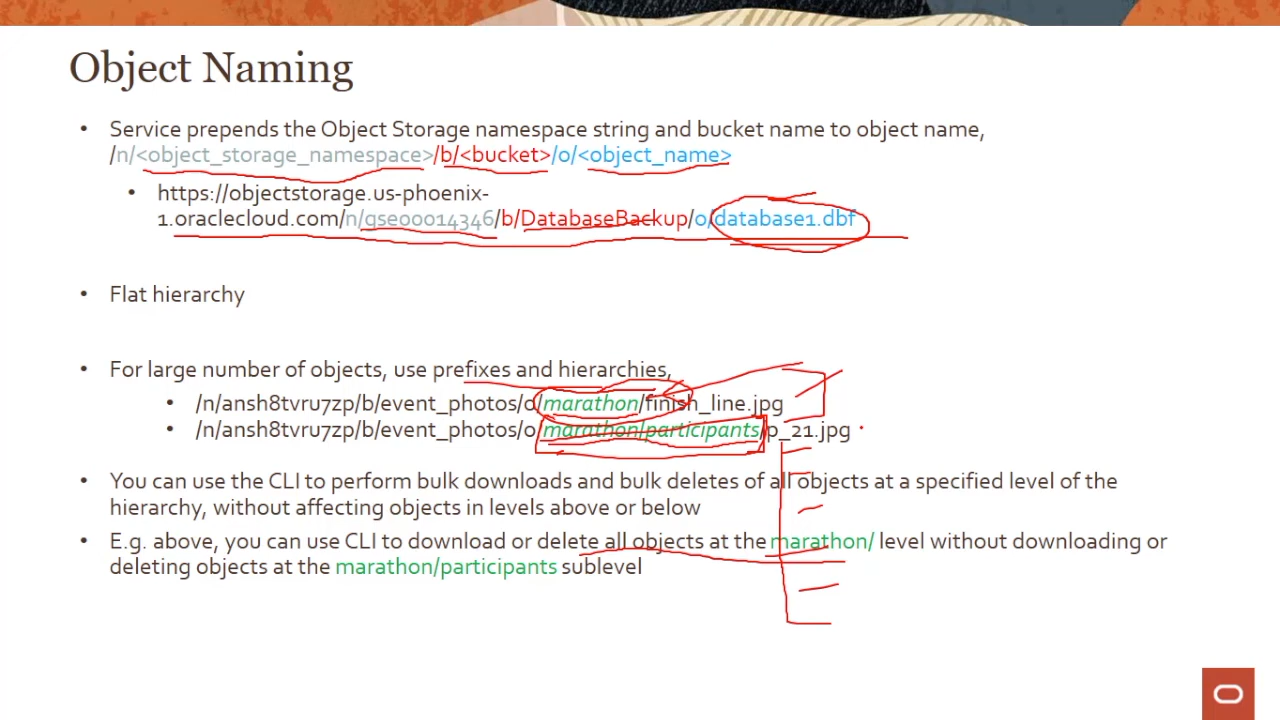 Object Naming
• Service prepends the Object Storage namespace string and bucket name to object name,
/n/<object_storage_namespace>/b/<bucket>/o/<object_name>
• https://objectstorage.us-phoenix-
1.oraclecloud.com/n/gse00014346/b/DatabaseBackup/o/database1.dbf
• Flat hierarchy
• For large number of objects, use prefixes and hierarchies,
• /n/ansh8tvru7zp/b/event_photos/o/marathon/finish_line.jpg
• /n/ansh8tvru7zp/b/event_photos/o/marathon/participants/p_21.jpg
• You can use the CLI to perform bulk downloads and bulk deletes of all objects at a specified level of the
hierarchy, without affecting objects in levels above or below
• E.g. above, you can use CLI to download or delete all objects at the marathon/ level without downloading or
deleting objects at the marathon/participants sublevel